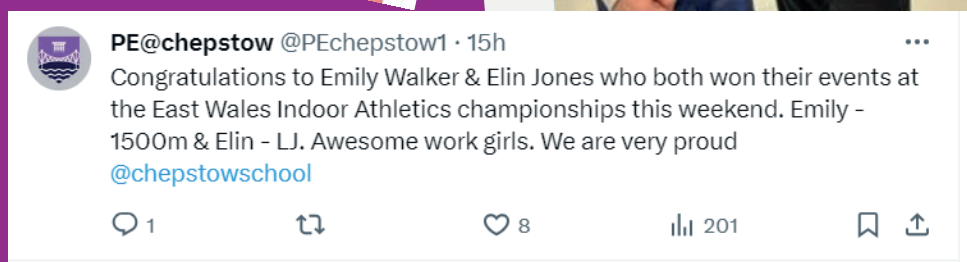 PE@chepstow @PEchepstow1 · 15h
Congratulations to Emily Walker & Elin Jones who both won their events at
the East Wales Indoor Athletics championships this weekend. Emily -
1500m & Elin - LJ. Awesome work girls. We are very proud
@chepstowschool
1 8 201